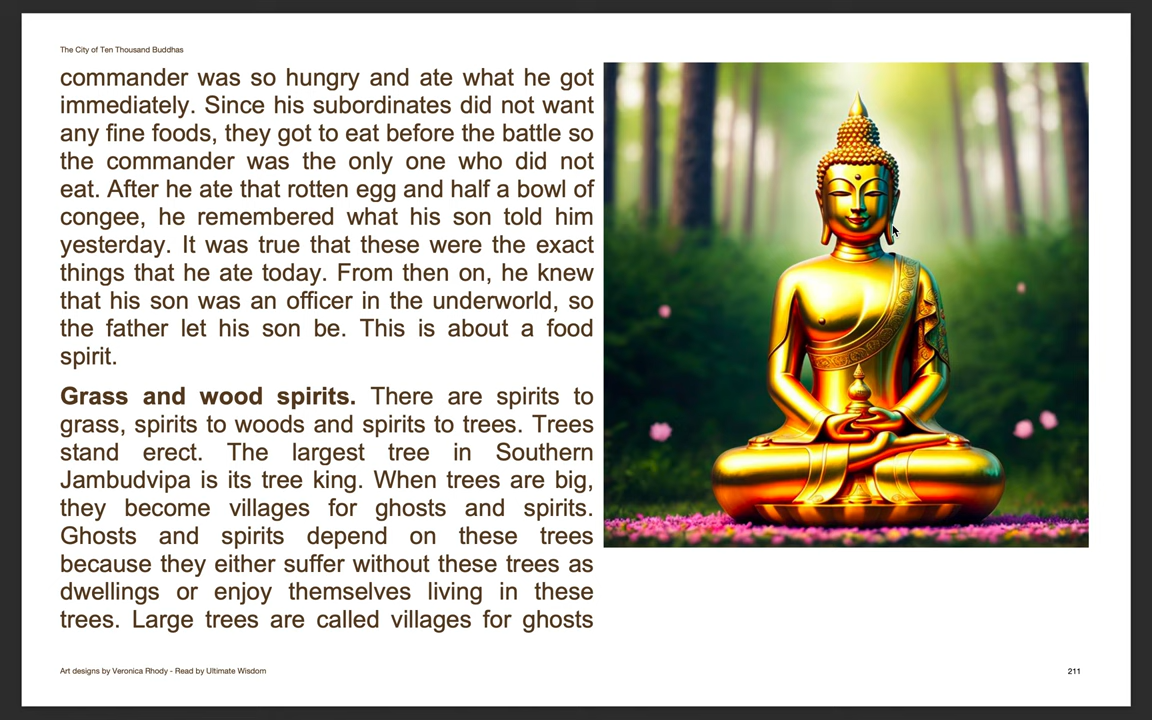 The City of Ten Thousand Buddhas
commander was so hungry and ate what he got
immediately. Since his subordinates did not want
any fine foods, they got to eat before the battle so
the commander was the only one who did not
eat. After he ate that rotten egg and half a bowl of
congee, he remembered what his son told him
yesterday. It was true that these were the exact
things that he ate today. From then on, he knew
that his son was an officer in the underworld, so
the father let his son be. This is about a food
spirit.
Grass and wood spirits. There are spirits to
grass, spirits to woods and spirits to trees. Trees
stand erect. The largest tree in Southern
Jambudvipa is its tree king. When trees are big,
they become villages for ghosts and spirits.
Ghosts and spirits depend on these trees
because they either suffer without these trees as
dwellings or enjoy themselves living in these
trees. Large trees are called villages for ghosts
Art designs by Veronica Rhody - Read by Ultimate Wisdom
211